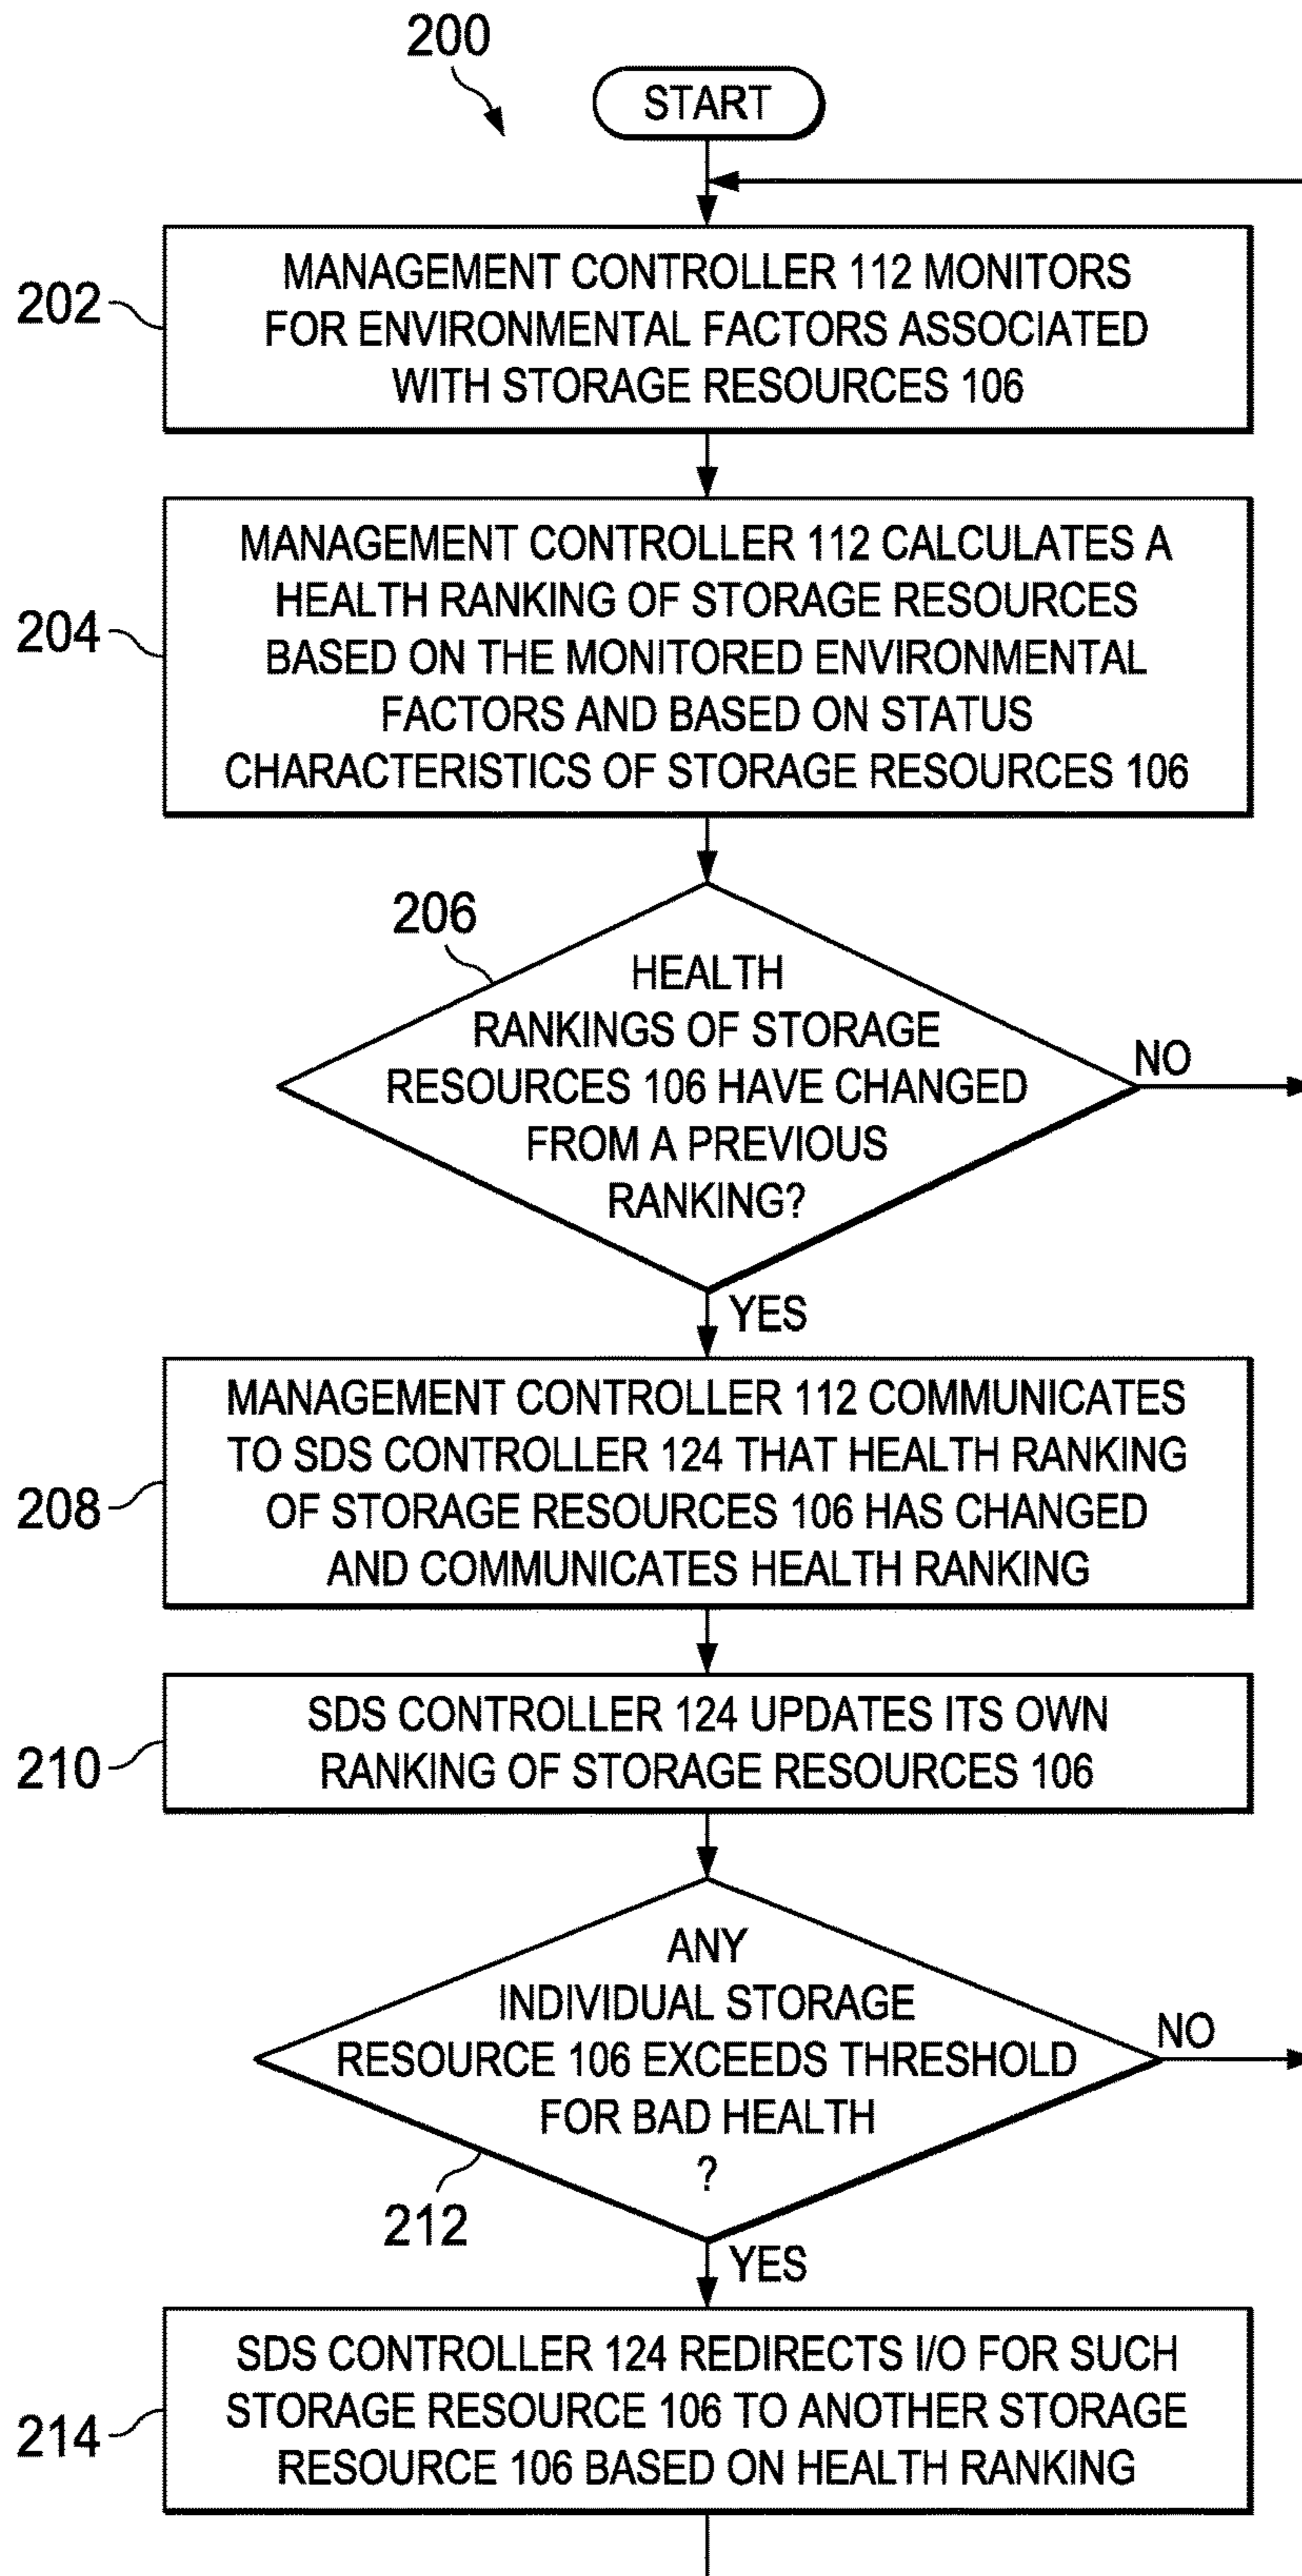 200
START
202
MANAGEMENT CONTROLLER 112 MONITORS
FOR ENVIRONMENTAL FACTORS ASSOCIATED
WITH STORAGE RESOURCES 106
204
MANAGEMENT CONTROLLER 112 CALCULATES A
HEALTH RANKING OF STORAGE RESOURCES
BASED ON THE MONITORED ENVIRONMENTAL
FACTORS AND BASED ON STATUS
CHARACTERISTICS OF STORAGE RESOURCES 106
206
HEALTH
RANKINGS OF STORAGE
RESOURCES 106 HAVE CHANGED
FROM A PREVIOUS
RANKING?
NO
YES
208
MANAGEMENT CONTROLLER 112 COMMUNICATES
TO SDS CONTROLLER 124 THAT HEALTH RANKING
OF STORAGE RESOURCES 106 HAS CHANGED
AND COMMUNICATES HEALTH RANKING
210
SDS CONTROLLER 124 UPDATES ITS OWN
RANKING OF STORAGE RESOURCES 106
ANY
INDIVIDUAL STORAGE
RESOURCE 106 EXCEEDS THRESHOLD
FOR BAD HEALTH
?
NO
212
YES
214
SDS CONTROLLER 124 REDIRECTS I/O FOR SUCH
STORAGE RESOURCE 106 TO ANOTHER STORAGE
RESOURCE 106 BASED ON HEALTH RANKING